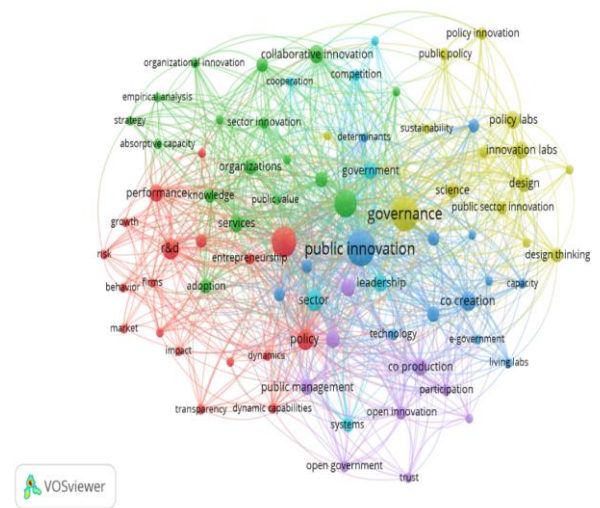 policy innovation
organizational innovation
collaborative innovation
public policy
cooperation
competition
empirical analysis
strategy
sector innovation
determinants
sustainability
policy labs
absorptive capacity
innovation labs
organizations
government
science
design
performance
knowledge
public value
governance
public sector innovation
growth
services
r&d
public innovation
design thinking
risk
entrepreneurship
behavior
firms
adoption
sector
leadership
co creation
capacity
market
policy
technology
e-government
impact
dynamics
living labs
public management
co production
participation
transparency
dynamic capabilities
open innovation
systems
open government
trust
VOSviewer